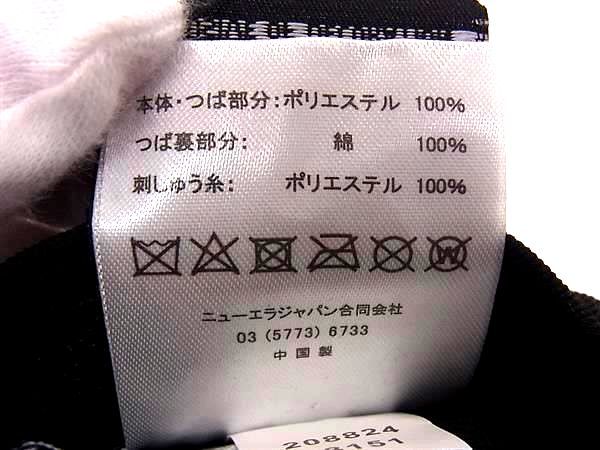 本体・つば部分:ポリエステル 100%
つば裏部分: 綿 100%
刺しゅう糸: ポリエステル 100%
W
ニューエラジャパン合同会社
03 (5773) 6733
中国製
208824